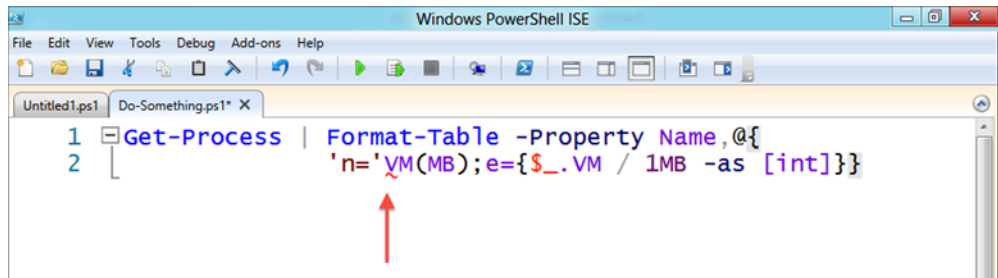 Windows PowerShell ISE
File Edit View Tools Debug Add-ons Help
Untitled1.ps1 Do-Something.ps1* X
1 Get-Process | Format-Table -Property Name,@{
2 'n='VM(MB);e={$_.VM / 1MB -as [int]}}